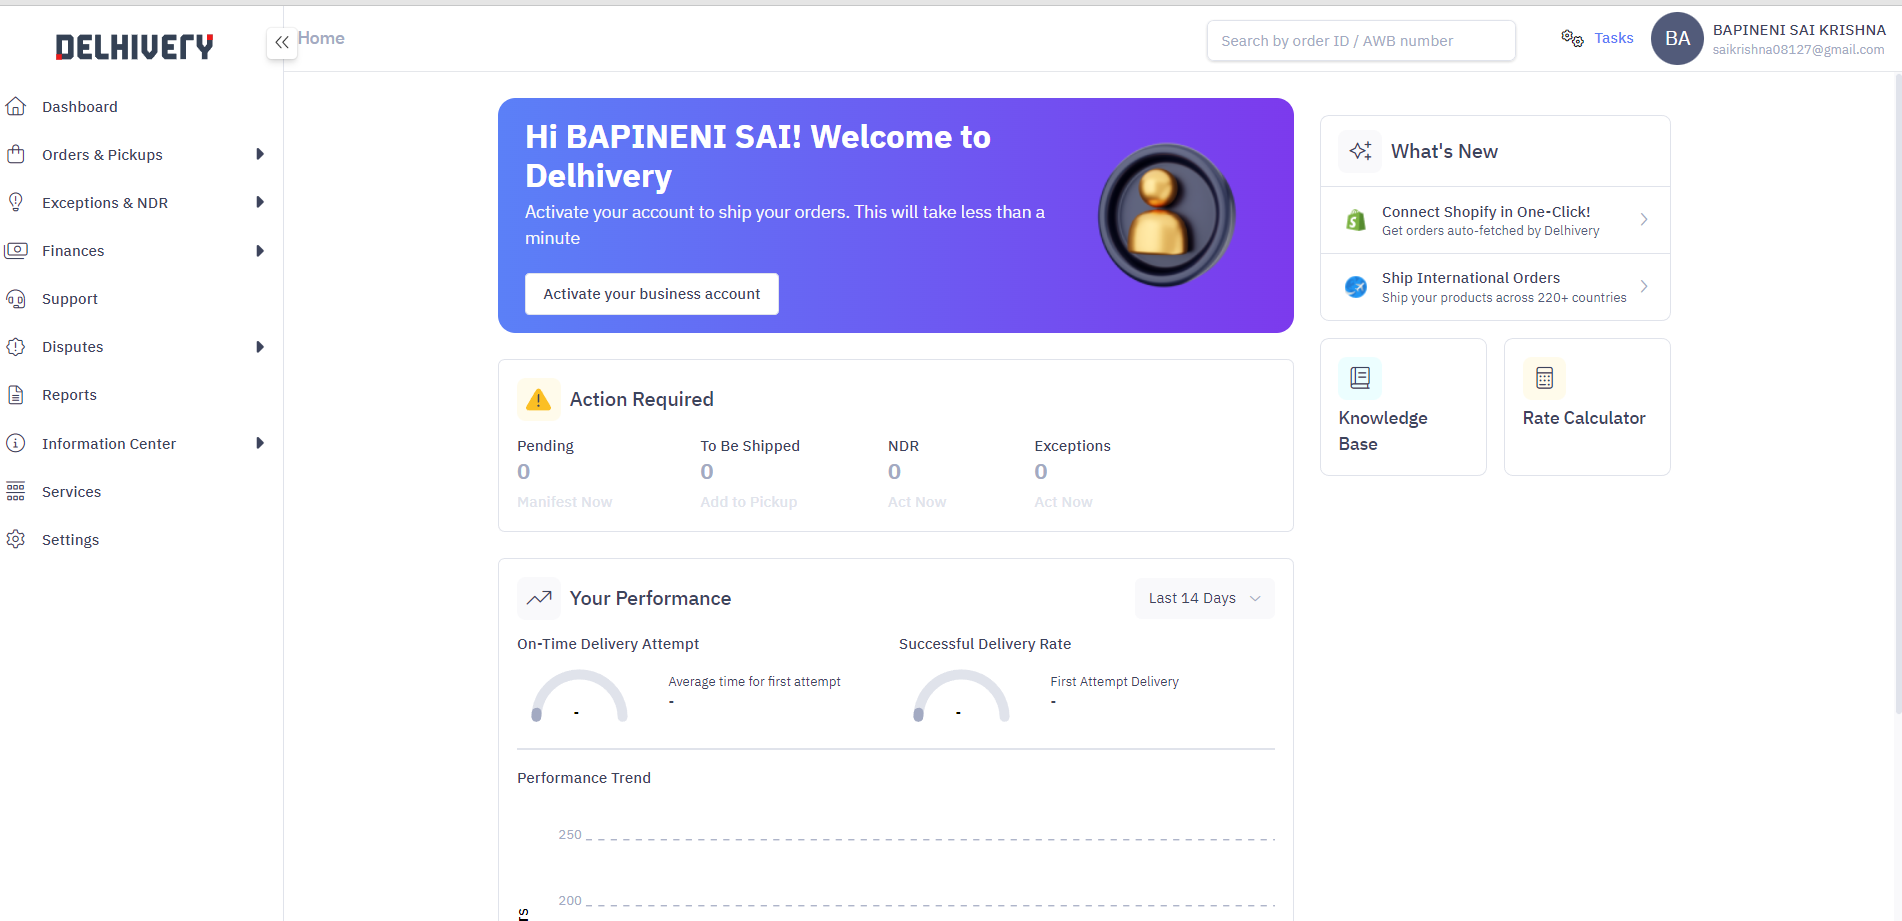 DELHIVERY
Home
Search by order ID / AWB number
Tasks
BA
BAPINENI SAI KRISHNA
saikrishna08127@gmail.com
Dashboard
Orders & Pickups
Exceptions & NDR
Finances
Support
Disputes
Reports
Information Center
Services
Settings
Hi BAPINENI SAI! Welcome to
Delhivery
Activate your account to ship your orders. This will take less than a
minute
Activate your business account
What's New
Connect Shopify in One-Click!
Get orders auto-fetched by Delhivery
Ship International Orders
Ship your products across 220+ countries
Knowledge
Base
Rate Calculator
Action Required
Pending
0
Manifest Now
To Be Shipped
0
Add to Pickup
NDR
0
Act Now
Exceptions
0
Act Now
Your Performance
Last 14 Days
On-Time Delivery Attempt
-
Average time for first attempt
-
Successful Delivery Rate
-
First Attempt Delivery
-
Performance Trend
250
200